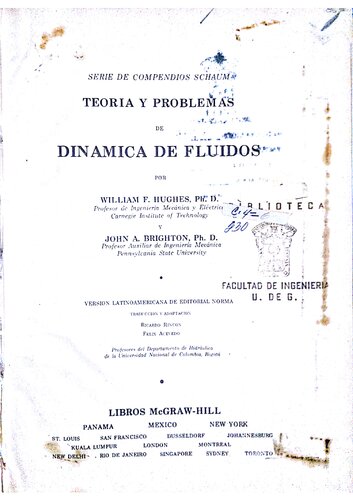 SERIE DE COMPENDIOS SCHAUM
TEORIA Y PROBLEMAS
DE
DINAMICA DE FLUIDOS
POR
WILLIAM F. HUGHES, PH. D.
Profesor de Ingeniería Mecánica y Eléctrica
Carnegie Institute of Technology
Y
JOHN A. BRIGHTON, Ph. D.
Profesor Auxiliar de Ingeniería Mecánica
Pennsylvania State University
BIBLIOTECA
FACULTAD DE INGENIERIA
U. DE G.
VERSION LATINOAMERICANA DE EDITORIAL NORMA
TRADUCCION Y ADAPTACION
RICARDO RINCON
FELIX ACEVEDO
Profesores del Departamento de Hidráulica
de la Universidad Nacional de Colombia, Bogotá
LIBROS McGRAW-HILL
PANAMA MEXICO NEW YORK
ST. LOUIS SAN FRANCISCO DUSSELDORF JOHANNESBURG
KUALA LUMPUR LONDON MONTREAL
NEW DELHI RIO DE JANEIRO SINGAPORE SYDNEY TORONTO